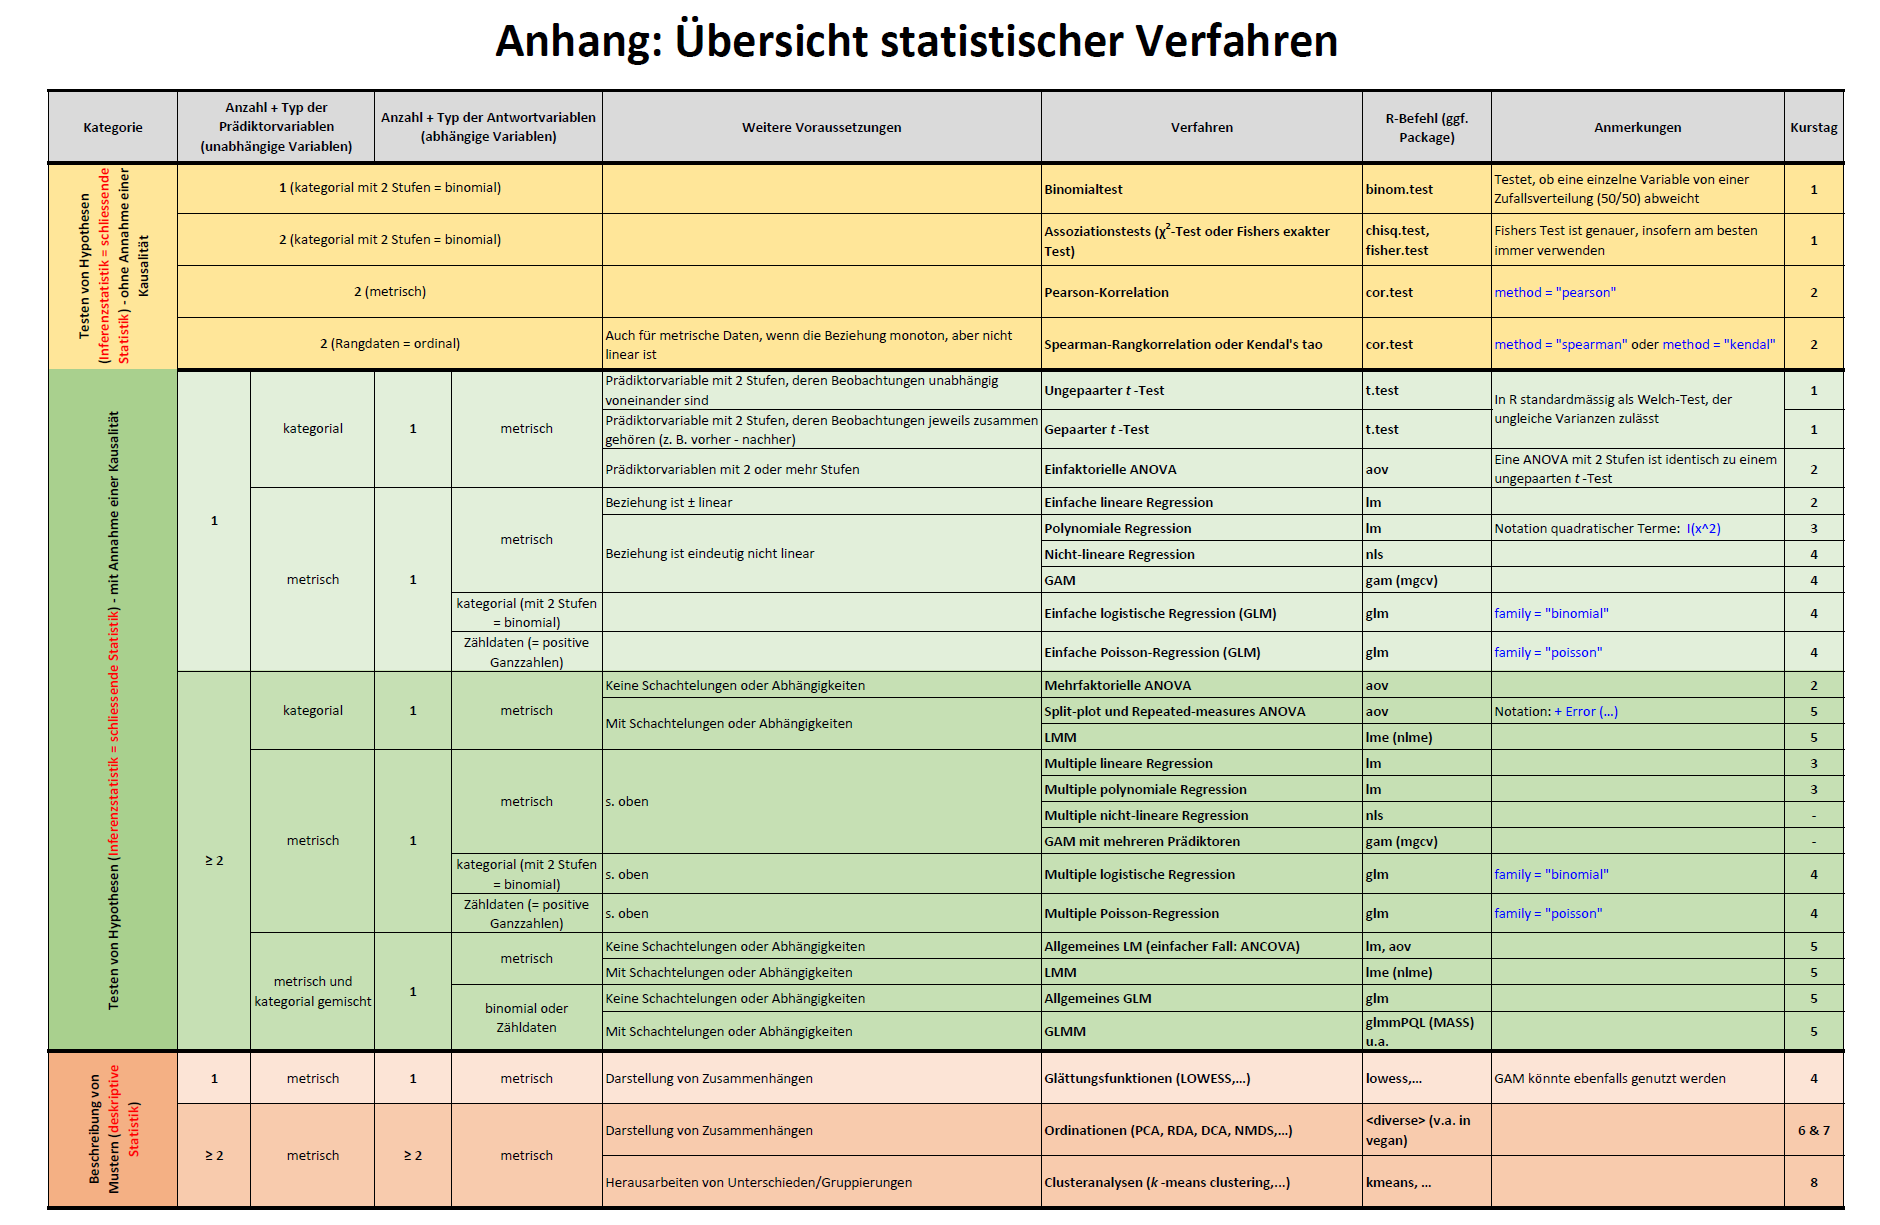 Anhang: Übersicht statistischer Verfahren
Kategorie
Anzahl + Typ der
Prädiktorvariablen
(unabhängige Variablen)
Anzahl + Typ der Antwortvariablen
(abhängige Variablen)
Weitere Voraussetzungen
Verfahren
R-Befehl (ggf.
Package)
Anmerkungen
Kurstag
Testen von Hypothesen
(Inferenzstatistik = schliessende
Statistik) - ohne Annahme einer
Kausalität
1 (kategorial mit 2 Stufen = binomial)
Binomialtest
binom.test
Testet, ob eine einzelne Variable von einer
Zufallsverteilung (50/50) abweicht
1
2 (kategorial mit 2 Stufen = binomial)
Assoziationstests (χ²-Test oder Fishers exakter
Test)
chisq.test,
fisher.test
Fishers Test ist genauer, insofern am besten
immer verwenden
1
2 (metrisch)
Pearson-Korrelation
cor.test
method = "pearson"
2
2 (Rangdaten = ordinal)
Auch für metrische Daten, wenn die Beziehung monoton, aber nicht
linear ist
Spearman-Rangkorrelation oder Kendal's tao
cor.test
method = "spearman" oder method = "kendal"
2
Testen von Hypothesen (Inferenzstatistik = schliessende Statistik) - mit Annahme einer Kausalität
1
kategorial
1
metrisch
Prädiktorvariable mit 2 Stufen, deren Beobachtungen unabhängig
voneinander sind
Ungepaarter t -Test
t.test
In R standardmässig als Welch-Test, der
ungleiche Varianzen zulässt
1
Prädiktorvariable mit 2 Stufen, deren Beobachtungen jeweils zusammen
gehören (z. B. vorher - nachher)
Gepaarter t -Test
t.test
1
Prädiktorvariablen mit 2 oder mehr Stufen
Einfaktorielle ANOVA
aov
Eine ANOVA mit 2 Stufen ist identisch zu einem
ungepaarten t -Test
2
metrisch
1
metrisch
Beziehung ist ± linear
Einfache lineare Regression
lm
2
Beziehung ist eindeutig nicht linear
Polynomiale Regression
lm
Notation quadratischer Terme: I(x^2)
3
Nicht-lineare Regression
nls
4
GAM
gam (mgcv)
4
kategorial (mit 2 Stufen
= binomial)
Einfache logistische Regression (GLM)
glm
family = "binomial"
4
Zähldaten (= positive
Ganzzahlen)
Einfache Poisson-Regression (GLM)
glm
family = "poisson"
4
≥ 2
kategorial
1
metrisch
Keine Schachtelungen oder Abhängigkeiten
Mehrfaktorielle ANOVA
aov
2
Mit Schachtelungen oder Abhängigkeiten
Split-plot und Repeated-measures ANOVA
aov
Notation: + Error (...)
5
LMM
lme (nlme)
5
metrisch
1
metrisch
s. oben
Multiple lineare Regression
lm
3
Multiple polynomiale Regression
lm
3
Multiple nicht-lineare Regression
nls
-
GAM mit mehreren Prädiktoren
gam (mgcv)
-
kategorial (mit 2 Stufen
= binomial)
s. oben
Multiple logistische Regression
glm
family = "binomial"
4
Zähldaten (= positive
Ganzzahlen)
s. oben
Multiple Poisson-Regression
glm
family = "poisson"
4
metrisch und
kategorial gemischt
1
metrisch
Keine Schachtelungen oder Abhängigkeiten
Allgemeines LM (einfacher Fall: ANCOVA)
lm, aov
5
Mit Schachtelungen oder Abhängigkeiten
LMM
lme (nlme)
5
binomial oder
Zähldaten
Keine Schachtelungen oder Abhängigkeiten
Allgemeines GLM
glm
5
Mit Schachtelungen oder Abhängigkeiten
GLMM
glmmPQL (MASS)
u.a.
5
Beschreibung von
Mustern (deskriptive
Statistik)
1
metrisch
1
metrisch
Darstellung von Zusammenhängen
Glättungsfunktionen (LOWESS,...)
lowess,...
GAM könnte ebenfalls genutzt werden
4
≥ 2
metrisch
≥ 2
metrisch
Darstellung von Zusammenhängen
Ordinationen (PCA, RDA, DCA, NMDS,...)
<diverse> (v.a. in
vegan)
6 & 7
Herausarbeiten von Unterschieden/Gruppierungen
Clusteranalysen (k -means clustering,...)
kmeans, ...
8